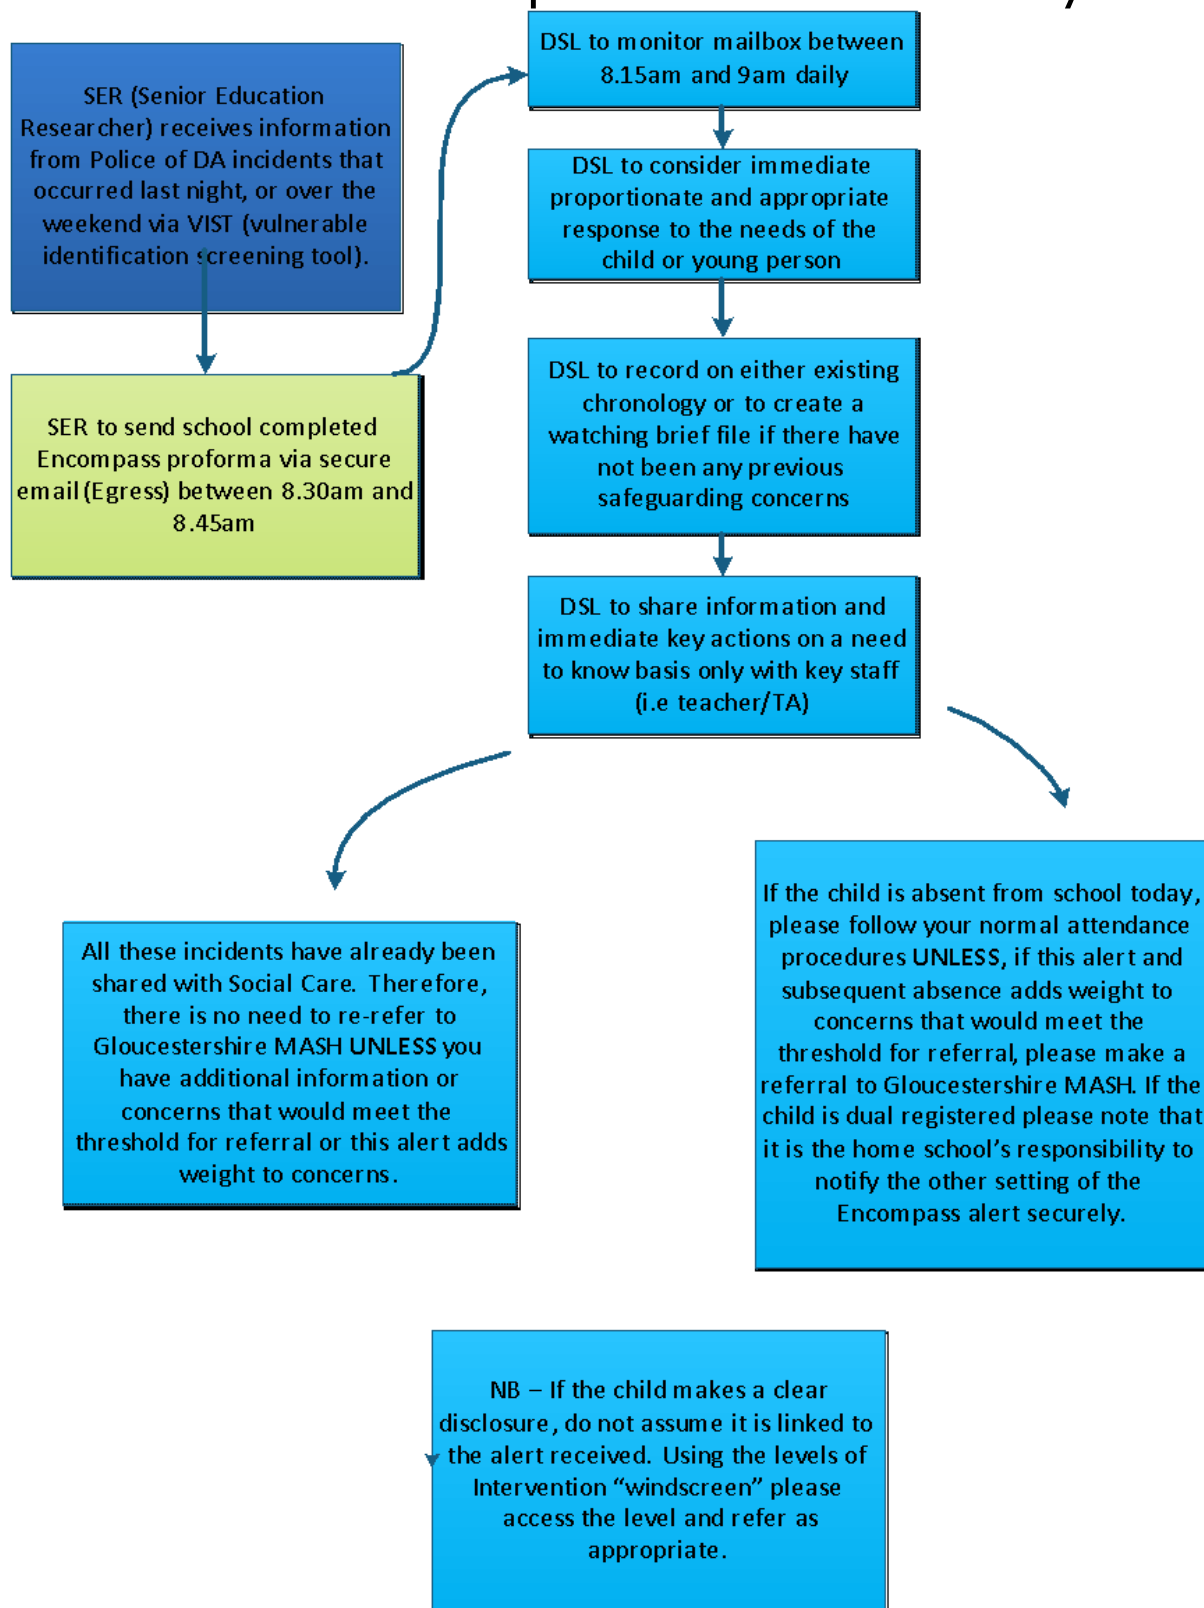 SER (Senior Education
Researcher) receives information
from Police of DA incidents that
occurred last night, or over the
weekend via VIST (vulnerable
identification screening tool).
SER to send school completed
Encompass proforma via secure
email (Egress) between 8.30am and
8.45am
DSL to monitor mailbox between
8.15am and 9am daily
DSL to consider immediate
proportionate and appropriate
response to the needs of the
child or young person
DSL to record on either existing
chronology or to create a
watching brief file if there have
not been any previous
safeguarding concerns
DSL to share information and
immediate key actions on a need
to know basis only with key staff
(i.e teacher/TA)
All these incidents have already been
shared with Social Care. Therefore,
there is no need to re-refer to
Gloucestershire MASH UNLESS you
have additional information or
concerns that would meet the
threshold for referral or this alert adds
weight to concerns.
If the child is absent from school today,
please follow your normal attendance
procedures UNLESS, if this alert and
subsequent absence adds weight to
concerns that would meet the
threshold for referral, please make a
referral to Gloucestershire MASH. If the
child is dual registered please note that
it is the home school's responsibility to
notify the other setting of the
Encompass alert securely.
NB – If the child makes a clear
disclosure, do not assume it is linked to
the alert received. Using the levels of
Intervention “windscreen” please
access the level and refer as
appropriate.